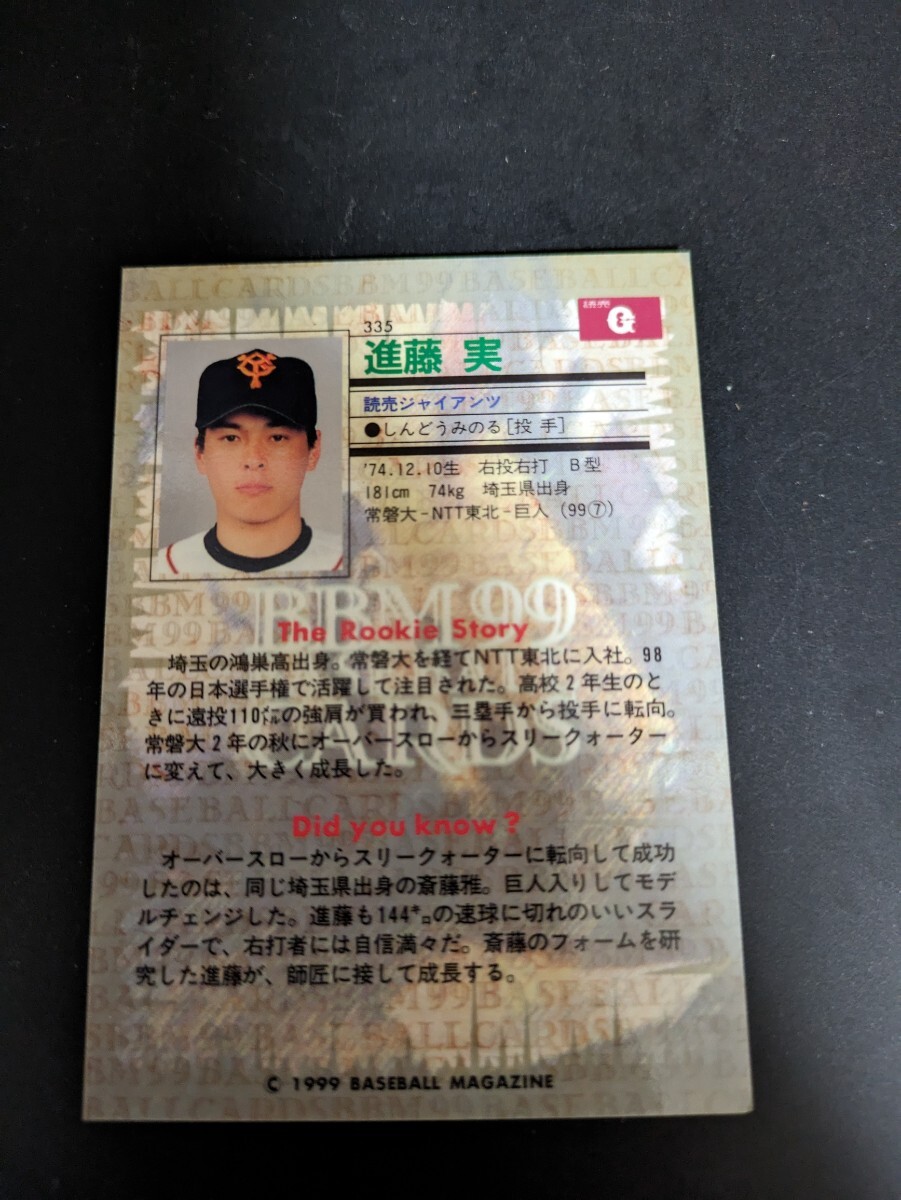 335
進藤 実
読売ジャイアンツ
●しんどうみのる[投 手]
'74.12.10生 右投右打 B型
181cm 74kg 埼玉県出身
常磐大-NTT東北-巨人(99⑦)
BBM 99
The Rookie Story
埼玉の鴻巣高出身。常磐大を経てNTT東北に入社。98
年の日本選手権で活躍して注目された。高校2年生のと
きに遠投110㍍の強肩が買われ、三塁手から投手に転向。
常磐大2年の秋にオーバースローからスリークォーター
に変えて、大きく成長した。
CARDS
Did you know?
オーバースローからスリークォーターに転向して成功
したのは、同じ埼玉県出身の斎藤雅。巨人入りしてモデ
ルチェンジした。進藤も144㌔の速球に切れのいいスラ
イダーで、右打者には自信満々だ。斎藤のフォームを研
究した進藤が、師匠に接して成長する。
C 1999 BASEBALL MAGAZINE